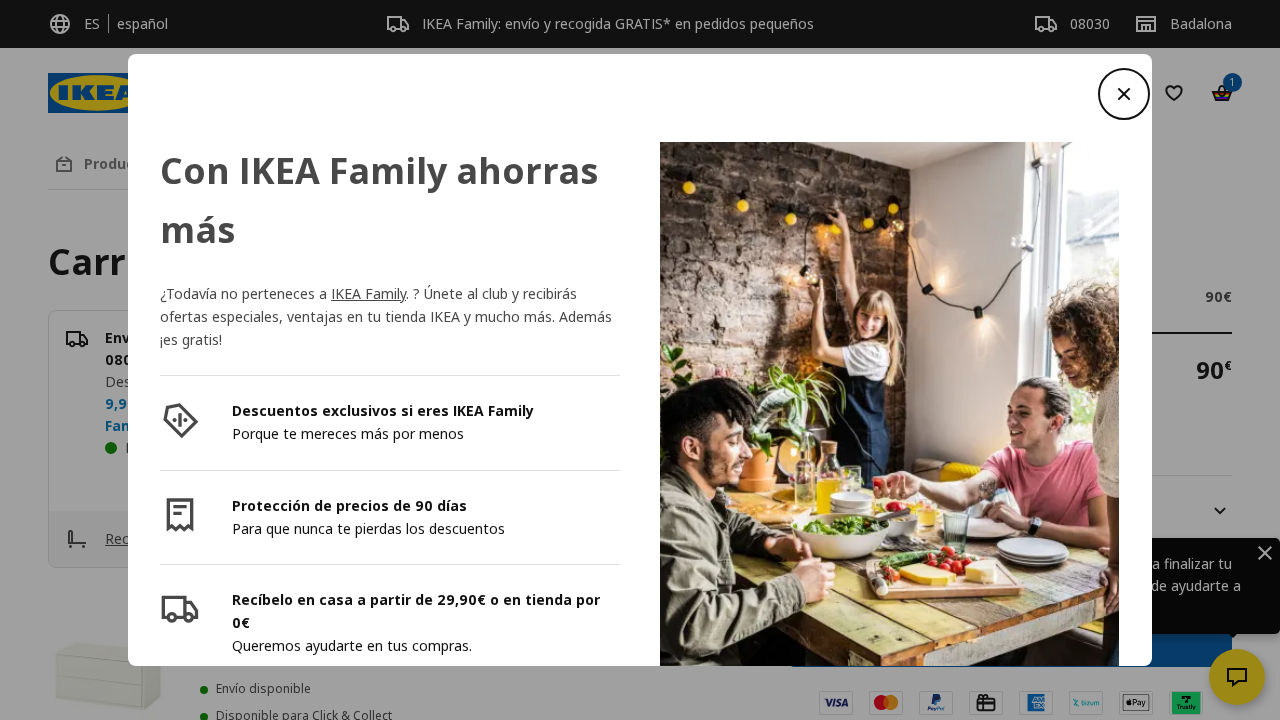 ES español
IKEA Family: envío y recogida GRATIS* en pedidos pequeños
08030
Badalona
IKEA
1
Con IKEA Family ahorras
más
¿Todavía no perteneces a IKEA Family. ? Únete al club y recibirás
ofertas especiales, ventajas en tu tienda IKEA y mucho más. Además
¡es gratis!
Descuentos exclusivos si eres IKEA Family
Porque te mereces más por menos
Protección de precios de 90 días
Para que nunca te pierdas los descuentos
Recíbelo en casa a partir de 29,90€ o en tienda por
0€
Queremos ayudarte en tus compras.
Produ
Carr
Env
080
Des
9,9
Fam
Rec
90€
90€
a finalizar tu
de ayudarte a
Envío disponible
Disponible para Click & Collect
VISA
PayPal
bizum
Pay
Trustly